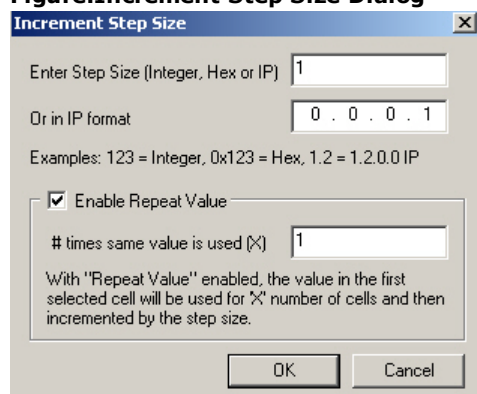 Figure:Increment Step Size Dialog
Increment Step Size
Enter Step Size (Integer, Hex or IP) 1
Or in IP format 0 . 0 . 0 . 1
Examples: 123 = Integer, 0x123 = Hex, 1.2 = 1.2.0.0 IP
Enable Repeat Value
# times same value is used (X) 1
With "Repeat Value" enabled, the value in the first
selected cell will be used for 'X' number of cells and then
incremented by the step size.
OK Cancel